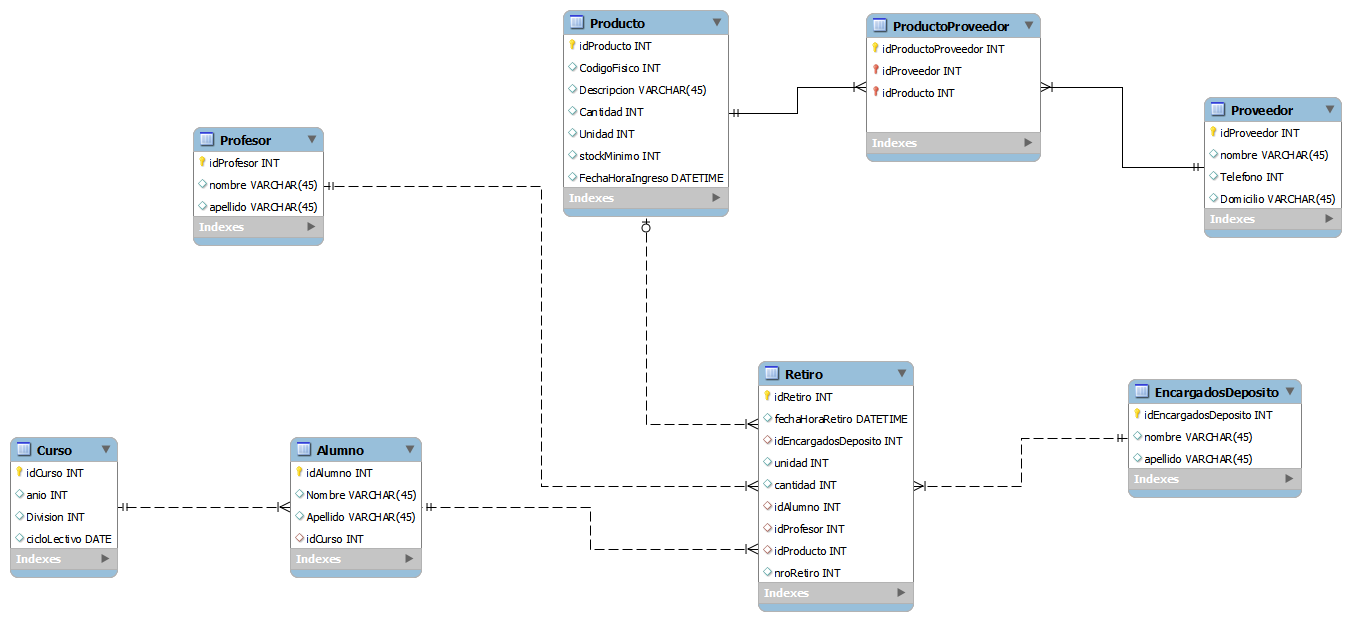 Producto
idProducto INT
CodigoFisico INT
Descripcion VARCHAR(45)
Cantidad INT
Unidad INT
stockMinimo INT
FechaHoraIngreso DATETIME
Indexes
ProductoProveedor
idProductoProveedor INT
idProveedor INT
idProducto INT
Indexes
Proveedor
idProveedor INT
nombre VARCHAR(45)
Telefono INT
Domicilio VARCHAR(45)
Indexes
Profesor
idProfesor INT
nombre VARCHAR(45)
apellido VARCHAR(45)
Indexes
Retiro
idRetiro INT
fechaHoraRetiro DATETIME
idEncargadosDeposito INT
unidad INT
cantidad INT
idAlumno INT
idProfesor INT
idProducto INT
nroRetiro INT
Indexes
EncargadosDeposito
idEncargadosDeposito INT
nombre VARCHAR(45)
apellido VARCHAR(45)
Indexes
Curso
idCurso INT
anio INT
Division INT
cicloLectivo DATE
Indexes
Alumno
idAlumno INT
Nombre VARCHAR(45)
Apellido VARCHAR(45)
idCurso INT
Indexes